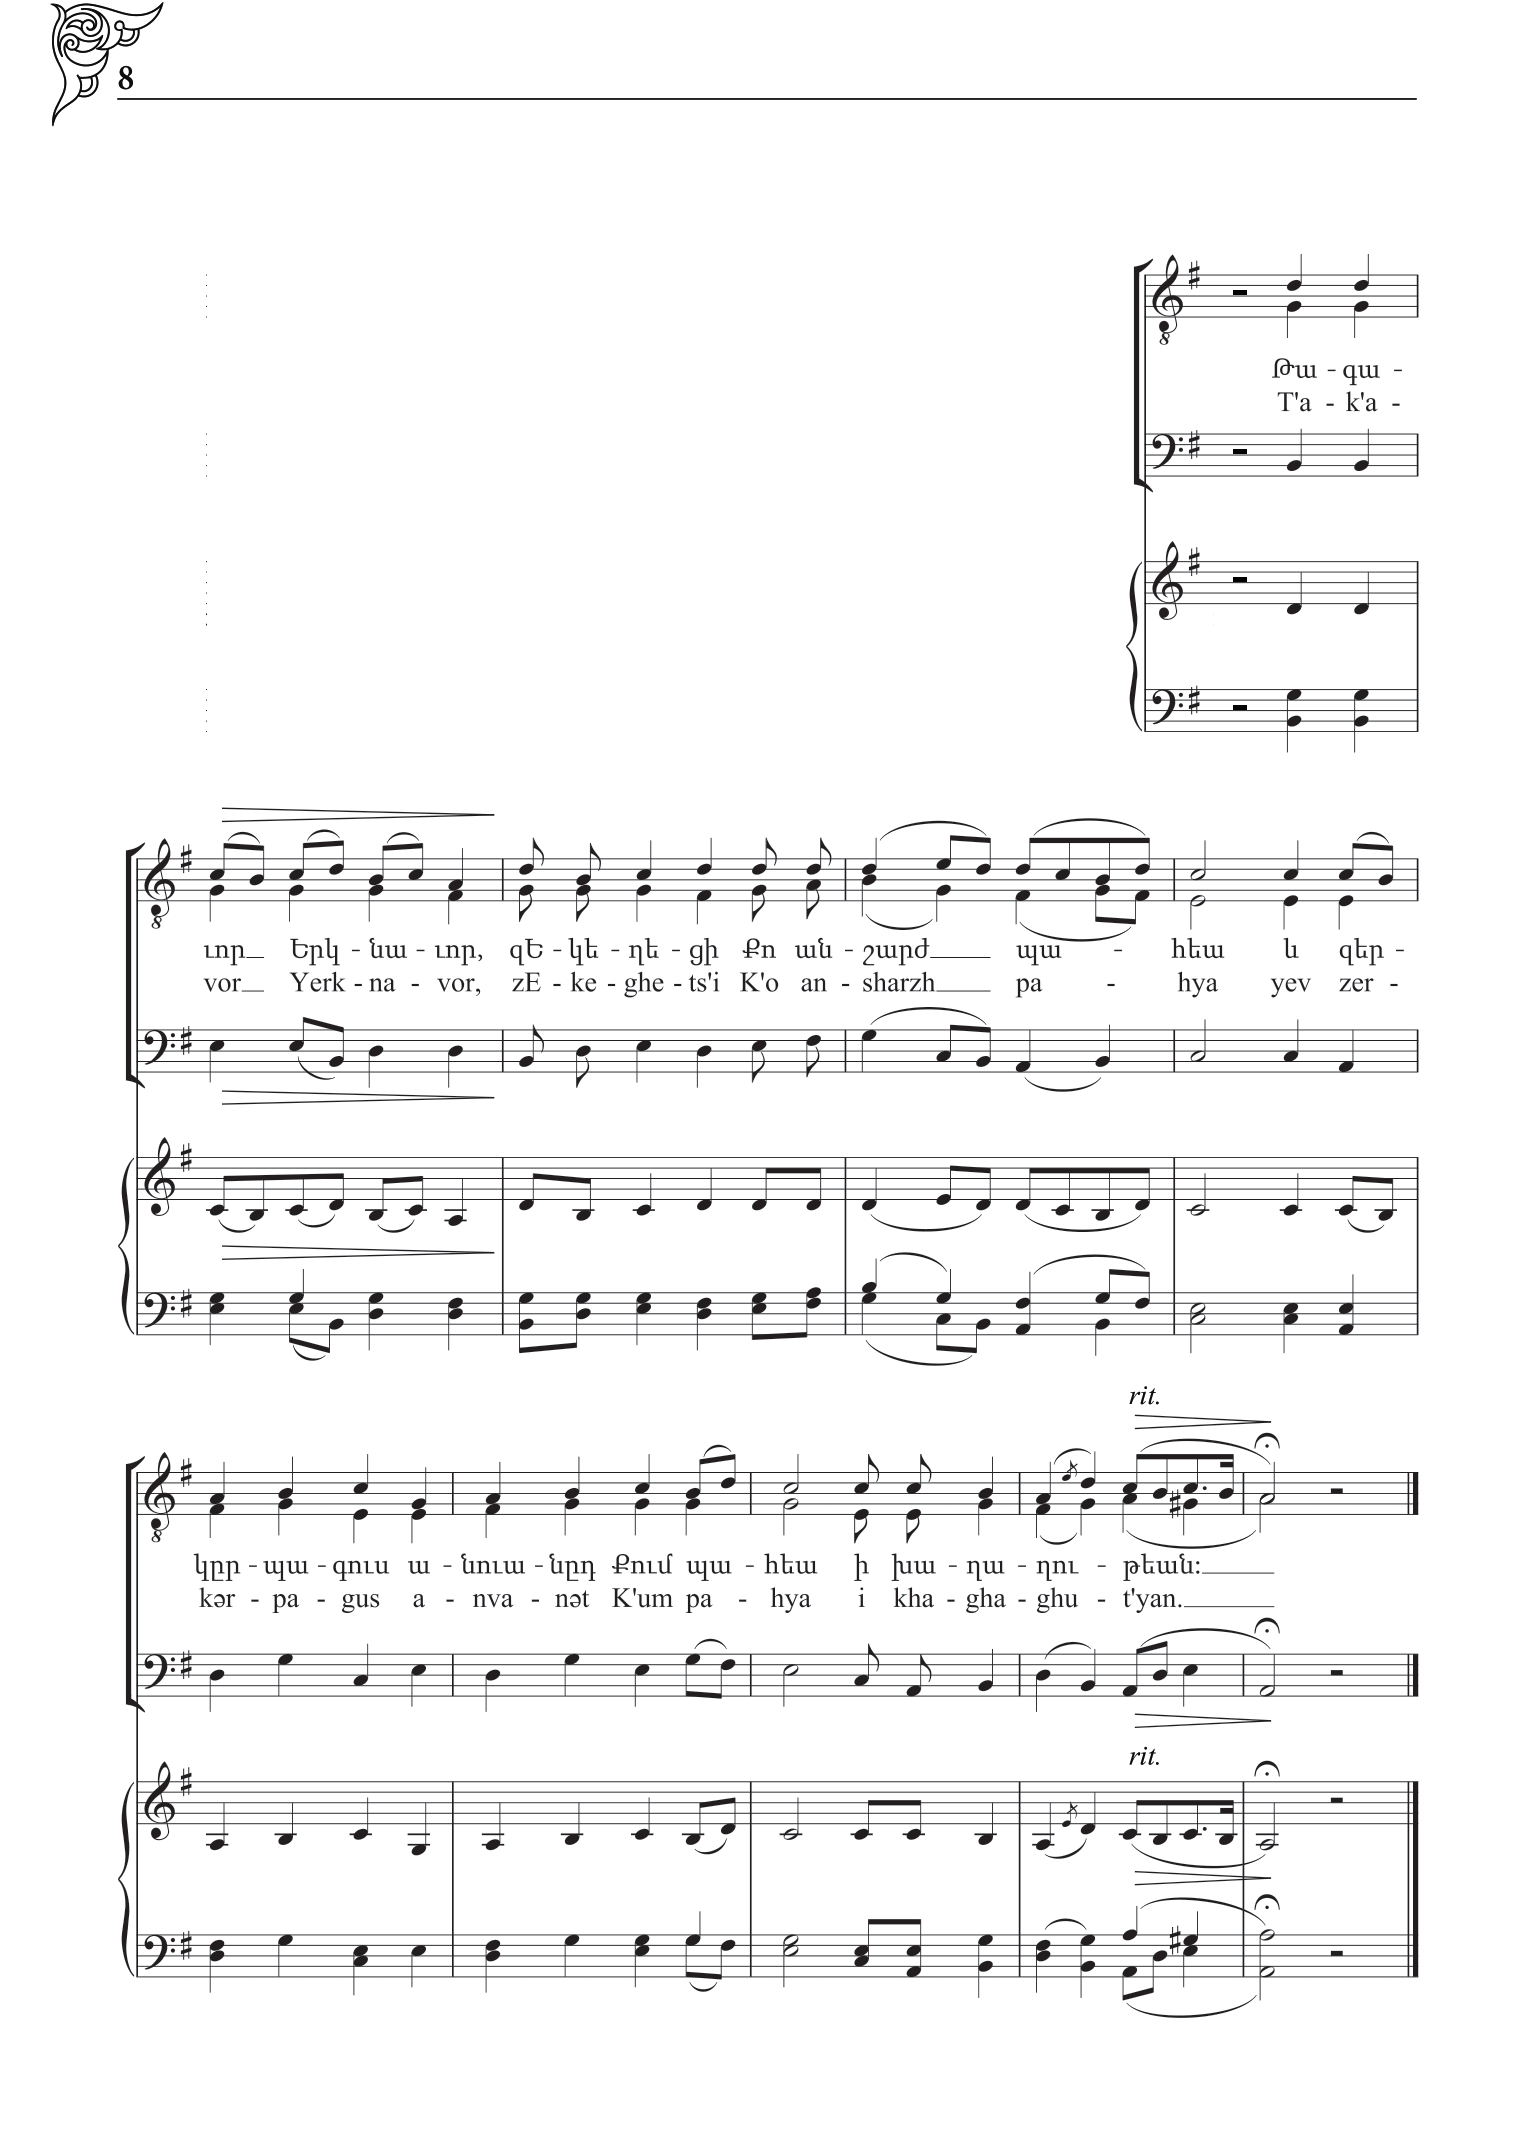 8
Թա - գա -
T'a - k'a -
ւոր Երկ - նա - ւոր, զԵ - կե - ղե - ցի Քո ան - շարժ պա - հեա և զեր -
vor Yerk - na - vor, zE - ke - ghe - ts'i K'o an - sharzh pa - hya yev zer -
rit.
կըր - պա - գուս ա - նուա - նըդ Քում պա - հեա ի խա - ղա - ղու - թեան:
kər - pa - gus a - nva - nət K'um pa - hya i kha - gha - ghu - t'yan.
rit.